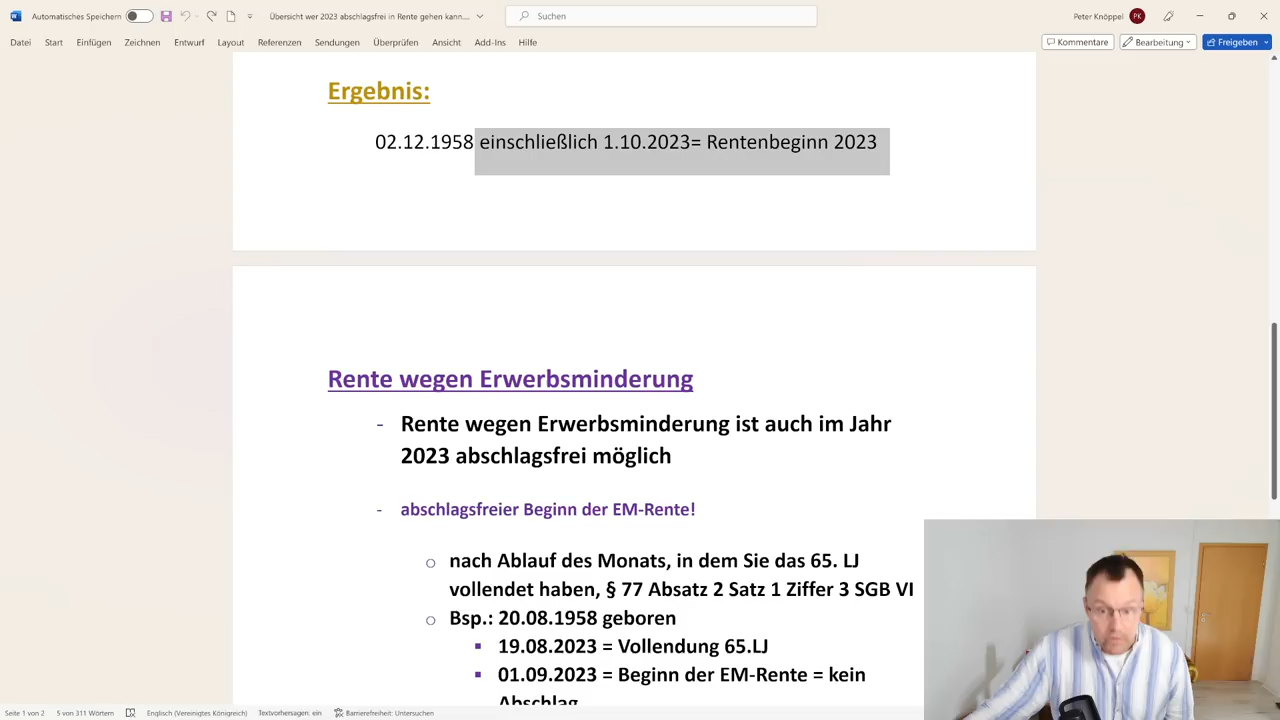 Automatisches Speichern
Übersicht wer 2023 abschlagsfrei in Rente gehen kann....
Suchen
Peter Knöppel
PK
Datei Start Einfügen Zeichnen Entwurf Layout Referenzen Sendungen Überprüfen Ansicht Add-Ins Hilfe
Kommentare
Bearbeitung
Freigeben
Ergebnis:
02.12.1958 einschließlich 1.10.2023= Rentenbeginn 2023
Rente wegen Erwerbsminderung
- Rente wegen Erwerbsminderung ist auch im Jahr
2023 abschlagsfrei möglich
- abschlagsfreier Beginn der EM-Rente!
o nach Ablauf des Monats, in dem Sie das 65. LJ
vollendet haben, § 77 Absatz 2 Satz 1 Ziffer 3 SGB VI
o Bsp.: 20.08.1958 geboren
▪ 19.08.2023 = Vollendung 65.LJ
▪ 01.09.2023 = Beginn der EM-Rente = kein
Abschlag
Seite 1 von 2 5 von 311 Wörtern Englisch (Vereinigtes Königreich) Textvorhersagen: ein Barrierefreiheit: Untersuchen